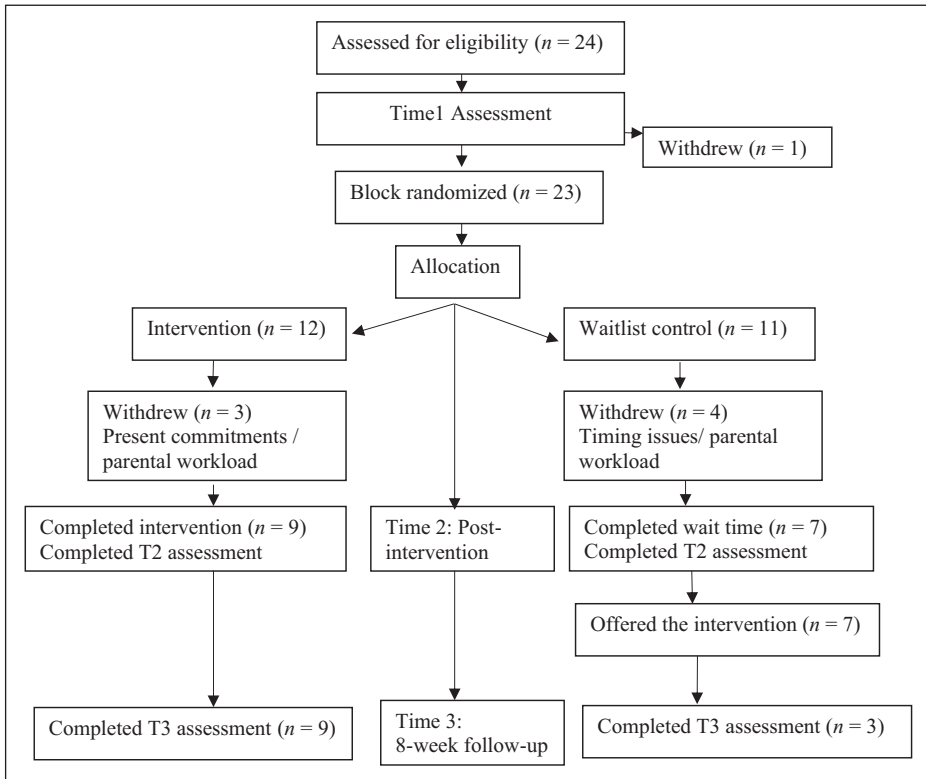 Assessed for eligibility (n = 24)
Time1 Assessment
Withdrew (n = 1)
Block randomized (n = 23)
Allocation
Intervention (n = 12)
Waitlist control (n = 11)
Withdrew (n = 3)
Present commitments /
parental workload
Withdrew (n = 4)
Timing issues/ parental
workload
Completed intervention (n = 9)
Completed T2 assessment
Time 2: Post-
intervention
Completed wait time (n = 7)
Completed T2 assessment
Offered the intervention (n = 7)
Completed T3 assessment (n = 9)
Time 3:
8-week follow-up
Completed T3 assessment (n = 3)